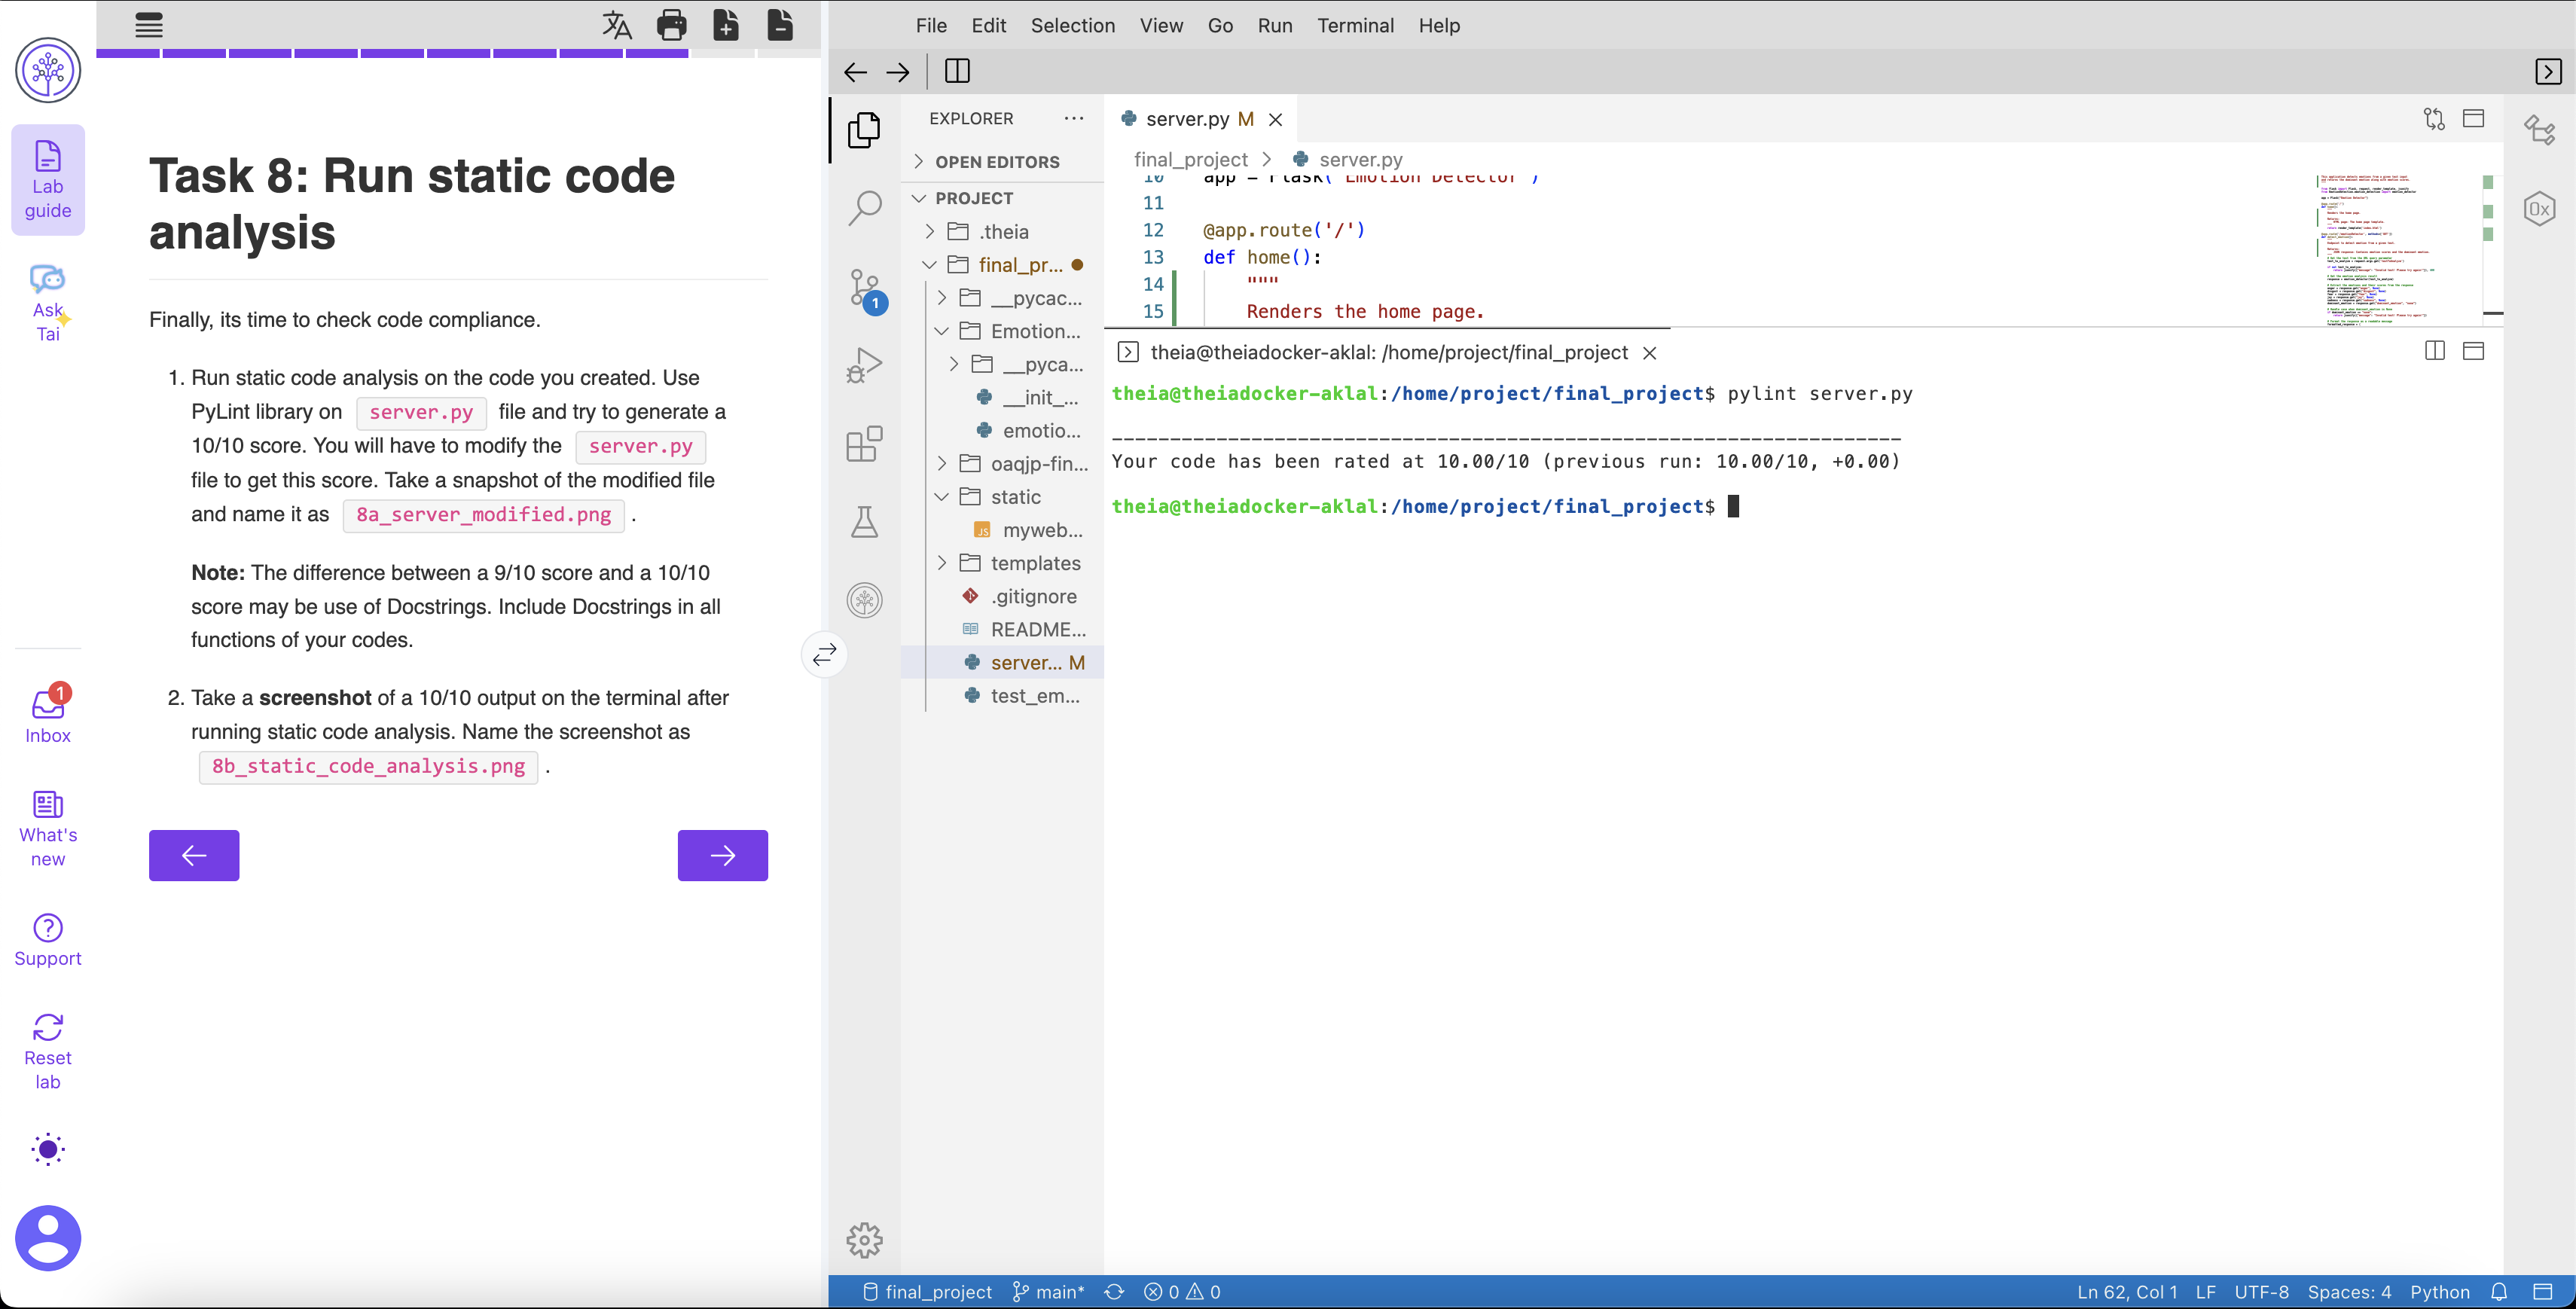 Lab
guide
Ask
Tai
1
Inbox
What's
new
Support
Reset
lab
Task 8: Run static code
analysis
Finally, its time to check code compliance.
1. Run static code analysis on the code you created. Use
PyLint library on server.py file and try to generate a
10/10 score. You will have to modify the server.py
file to get this score. Take a snapshot of the modified file
and name it as 8a_server_modified.png .
Note: The difference between a 9/10 score and a 10/10
score may be use of Docstrings. Include Docstrings in all
functions of your codes.
2. Take a screenshot of a 10/10 output on the terminal after
running static code analysis. Name the screenshot as
8b_static_code_analysis.png .
File Edit Selection View Go Run Terminal Help
1
EXPLORER ...
OPEN EDITORS
PROJECT
.theia
final_pr...
__pycac...
Emotion...
__pyca...
__init_...
emotio...
oaqjp-fin...
static
JS myweb...
templates
.gitignore
README...
server... M
test_em...
server.py M
final_project > server.py
10 app = Flask("Emotion Detector")
11
12 @app.route('/')
13 def home():
14 """
15 Renders the home page.
theia@theiadocker-aklal: /home/project/final_project
theia@theiadocker-aklal:/home/project/final_project$ pylint server.py
--------------------------------------------------------------------
Your code has been rated at 10.00/10 (previous run: 10.00/10, +0.00)
theia@theiadocker-aklal:/home/project/final_project$
0x
final_project main* 0 0 Ln 62, Col 1 LF UTF-8 Spaces: 4 Python